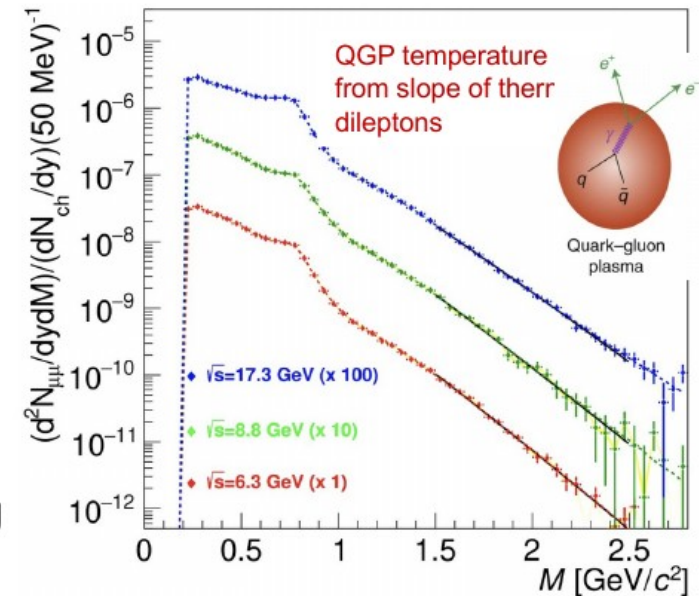 (d²N_μμ/dydM)/(dN_ch/dy)(50 MeV)⁻¹
10⁻⁵
10⁻⁶
10⁻⁷
10⁻⁸
10⁻⁹
10⁻¹⁰
10⁻¹¹
10⁻¹²
QGP temperature
from slope of therr
dileptons
e⁺
e⁻
γ
q
q̄
Quark–gluon
plasma
√s=17.3 GeV (x 100)
√s=8.8 GeV (x 10)
√s=6.3 GeV (x 1)
0 0.5 1 1.5 2 2.5
M [GeV/c²]